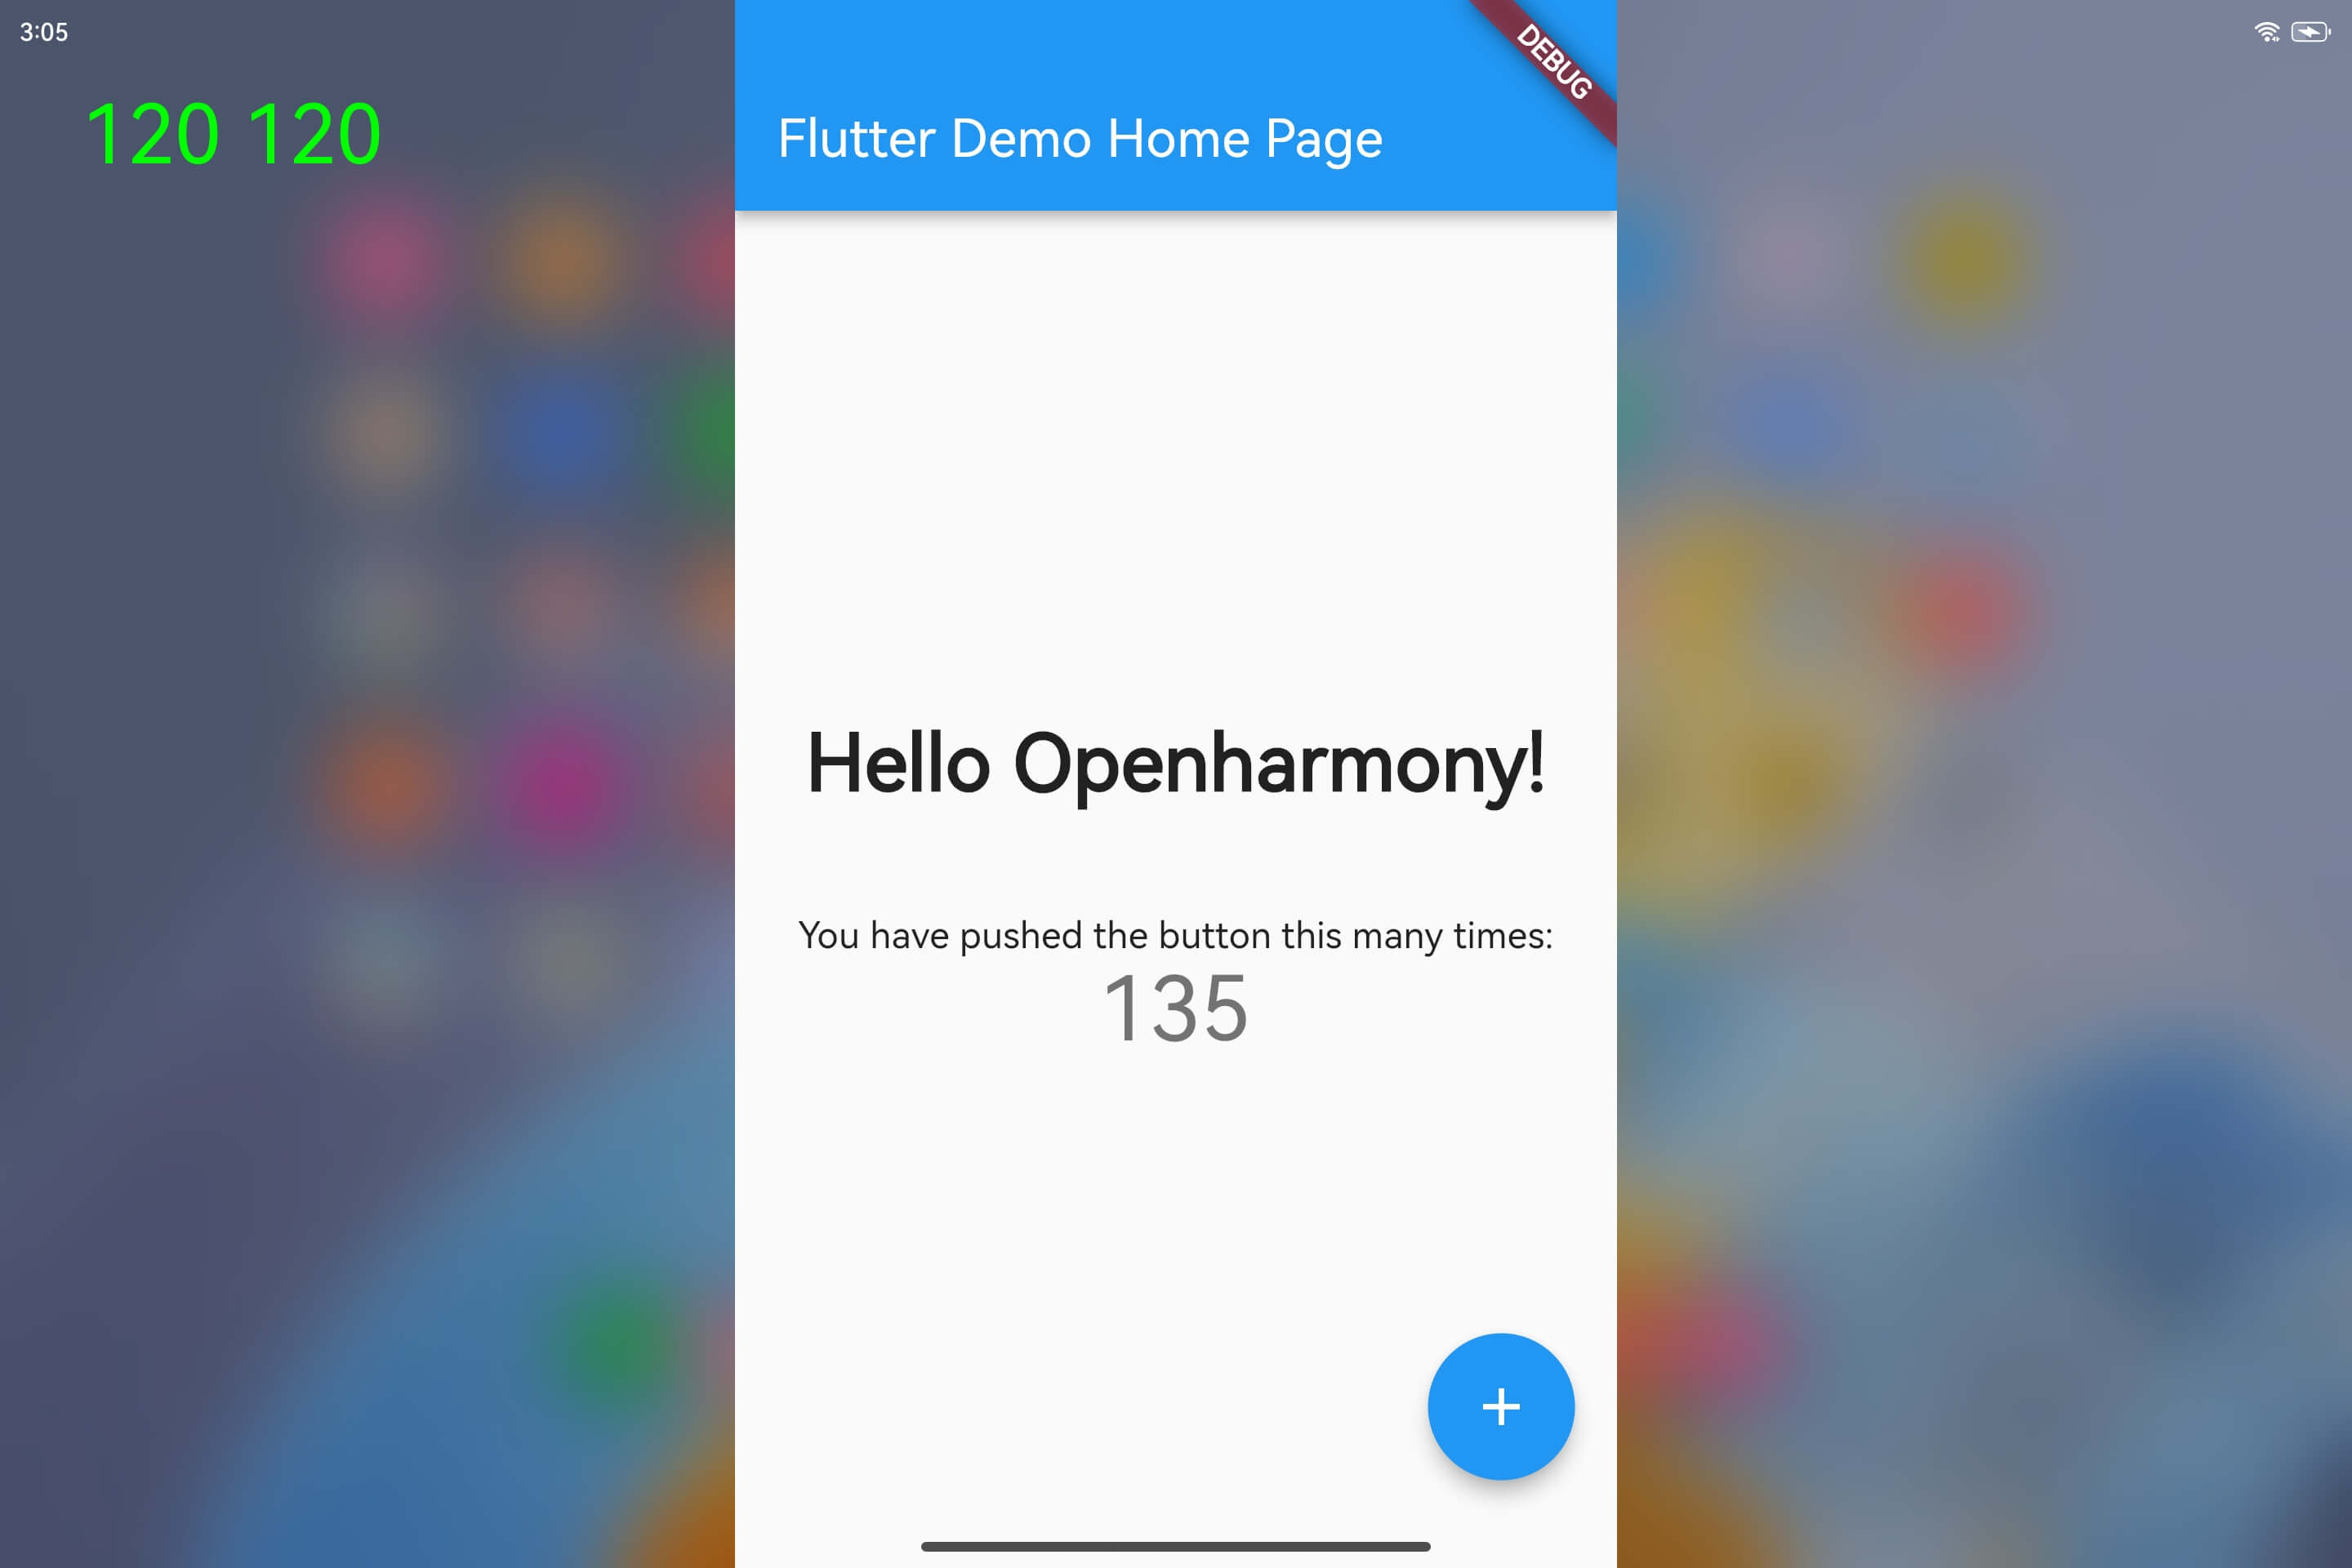 3:05
120 120
DEBUG
Flutter Demo Home Page
Hello Openharmony!
You have pushed the button this many times:
135